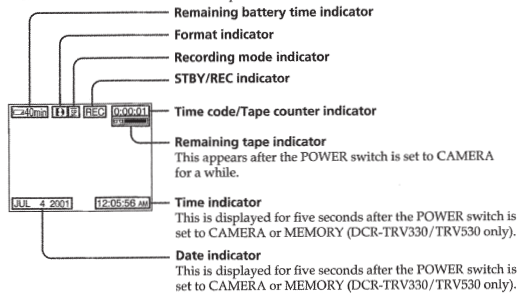 Remaining battery time indicator
Format indicator
Recording mode indicator
STBY/REC indicator
40min REC 0:00:01
Time code/Tape counter indicator
Remaining tape indicator
This appears after the POWER switch is set to CAMERA
for a while.
JUL 4 2001 12:05:56 AM
Time indicator
This is displayed for five seconds after the POWER switch is
set to CAMERA or MEMORY (DCR-TRV330/TRV530 only).
Date indicator
This is displayed for five seconds after the POWER switch is
set to CAMERA or MEMORY (DCR-TRV330/TRV530 only).